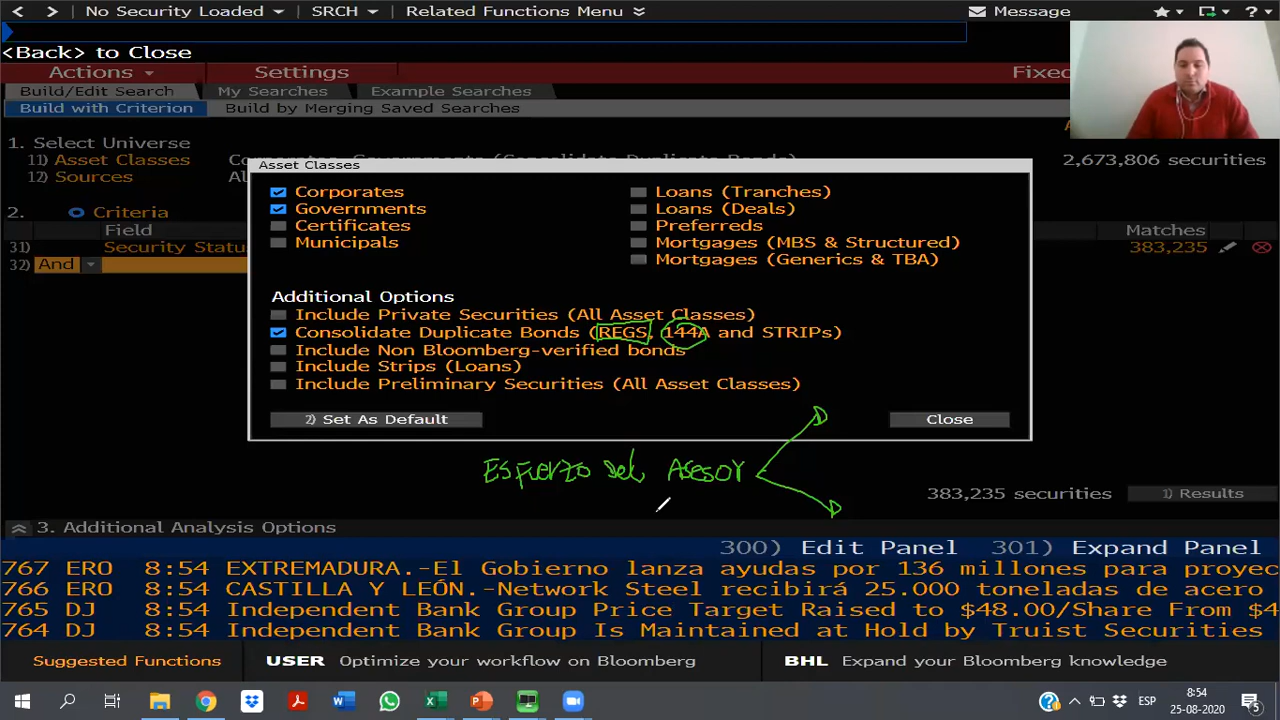 No Security Loaded SRCH Related Functions Menu Message
<Back> to Close
Actions Settings Fixed
Build/Edit Search My Searches Example Searches
Build with Criterion Build by Merging Saved Searches
1. Select Universe
11) Asset Classes 2,673,806 securities
12) Sources
2. Criteria
Field Matches
31) Security Status 383,235
32) And
Asset Classes
Corporates Loans (Tranches)
Governments Loans (Deals)
Certificates Preferreds
Municipals Mortgages (MBS & Structured)
Mortgages (Generics & TBA)
Additional Options
Include Private Securities (All Asset Classes)
Consolidate Duplicate Bonds (REGS, 144A and STRIPs)
Include Non Bloomberg-verified bonds
Include Strips (Loans)
Include Preliminary Securities (All Asset Classes)
2) Set As Default Close
Esfuerzo del Asesor
383,235 securities 1) Results
3. Additional Analysis Options
300) Edit Panel 301) Expand Panel
767 ERO 8:54 EXTREMADURA.-El Gobierno lanza ayudas por 136 millones para proyec
766 ERO 8:54 CASTILLA Y LEÓN.-Network Steel recibirá 25.000 toneladas de acero
765 DJ 8:54 Independent Bank Group Price Target Raised to $48.00/Share From $4
764 DJ 8:54 Independent Bank Group Is Maintained at Hold by Truist Securities
Suggested Functions USER Optimize your workflow on Bloomberg BHL Expand your Bloomberg knowledge
ESP 8:54
25-08-2020 5